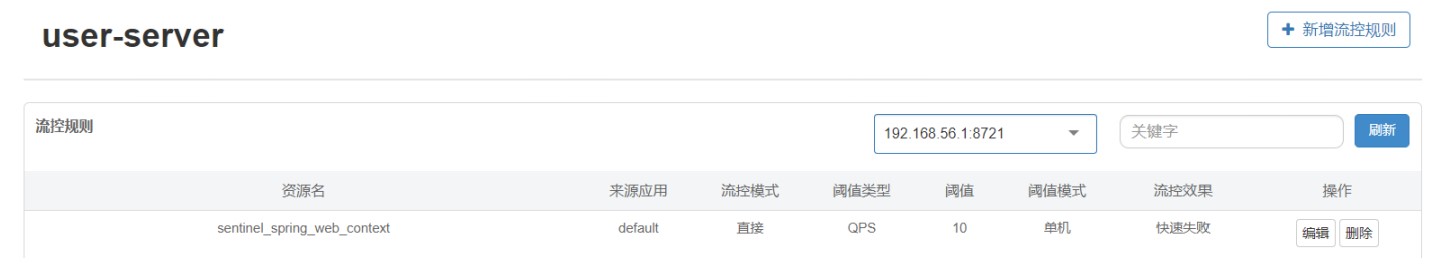 user-server
新增流控规则
流控规则
192.168.56.1:8721
关键字
刷新
资源名 来源应用 流控模式 阈值类型 阈值 阈值模式 流控效果 操作
sentinel_spring_web_context default 直接 QPS 10 单机 快速失败 编辑 删除